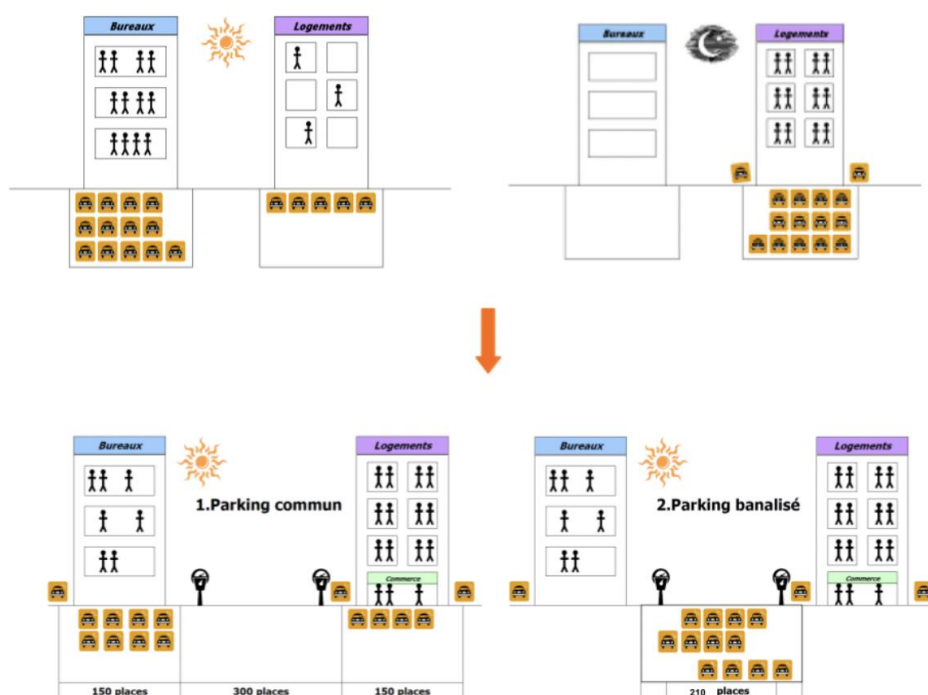 Bureaux
Logements
Bureaux
Logements
Bureaux
Logements
1.Parking commun
Commerce
150 places
300 places
150 places
Bureaux
Logements
2.Parking banalisé
Commerce
210 places